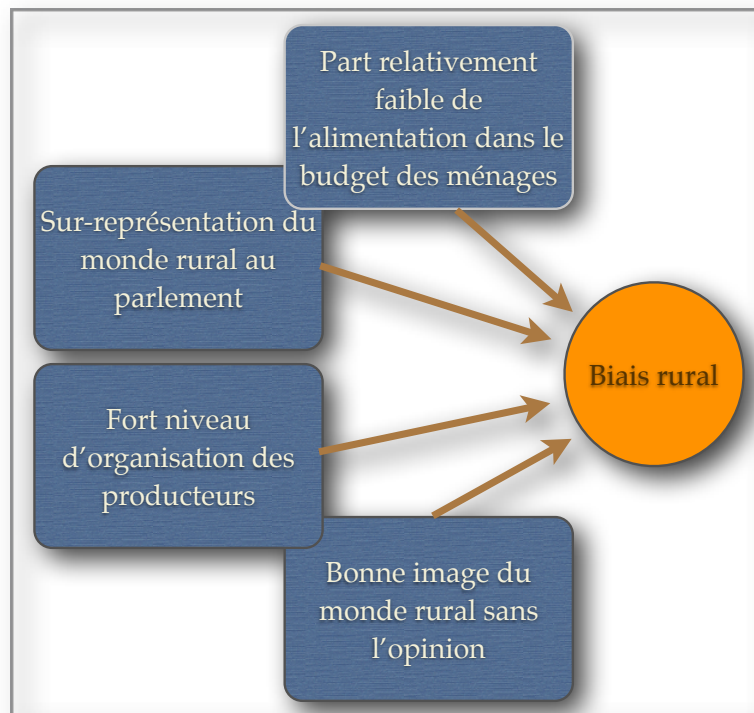 Part relativement
faible de
l’alimentation dans le
budget des ménages
Sur-représentation du
monde rural au
parlement
Fort niveau
d’organisation des
producteurs
Bonne image du
monde rural sans
l’opinion
Biais rural